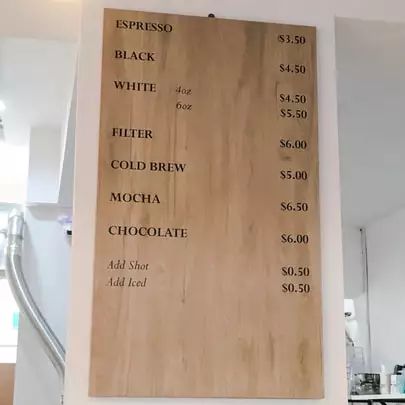 ESPRESSO $3.50
BLACK $4.50
WHITE 4oz $4.50
6oz $5.50
FILTER $6.00
COLD BREW $5.00
MOCHA $6.50
CHOCOLATE $6.00
Add Shot $0.50
Add Iced $0.50